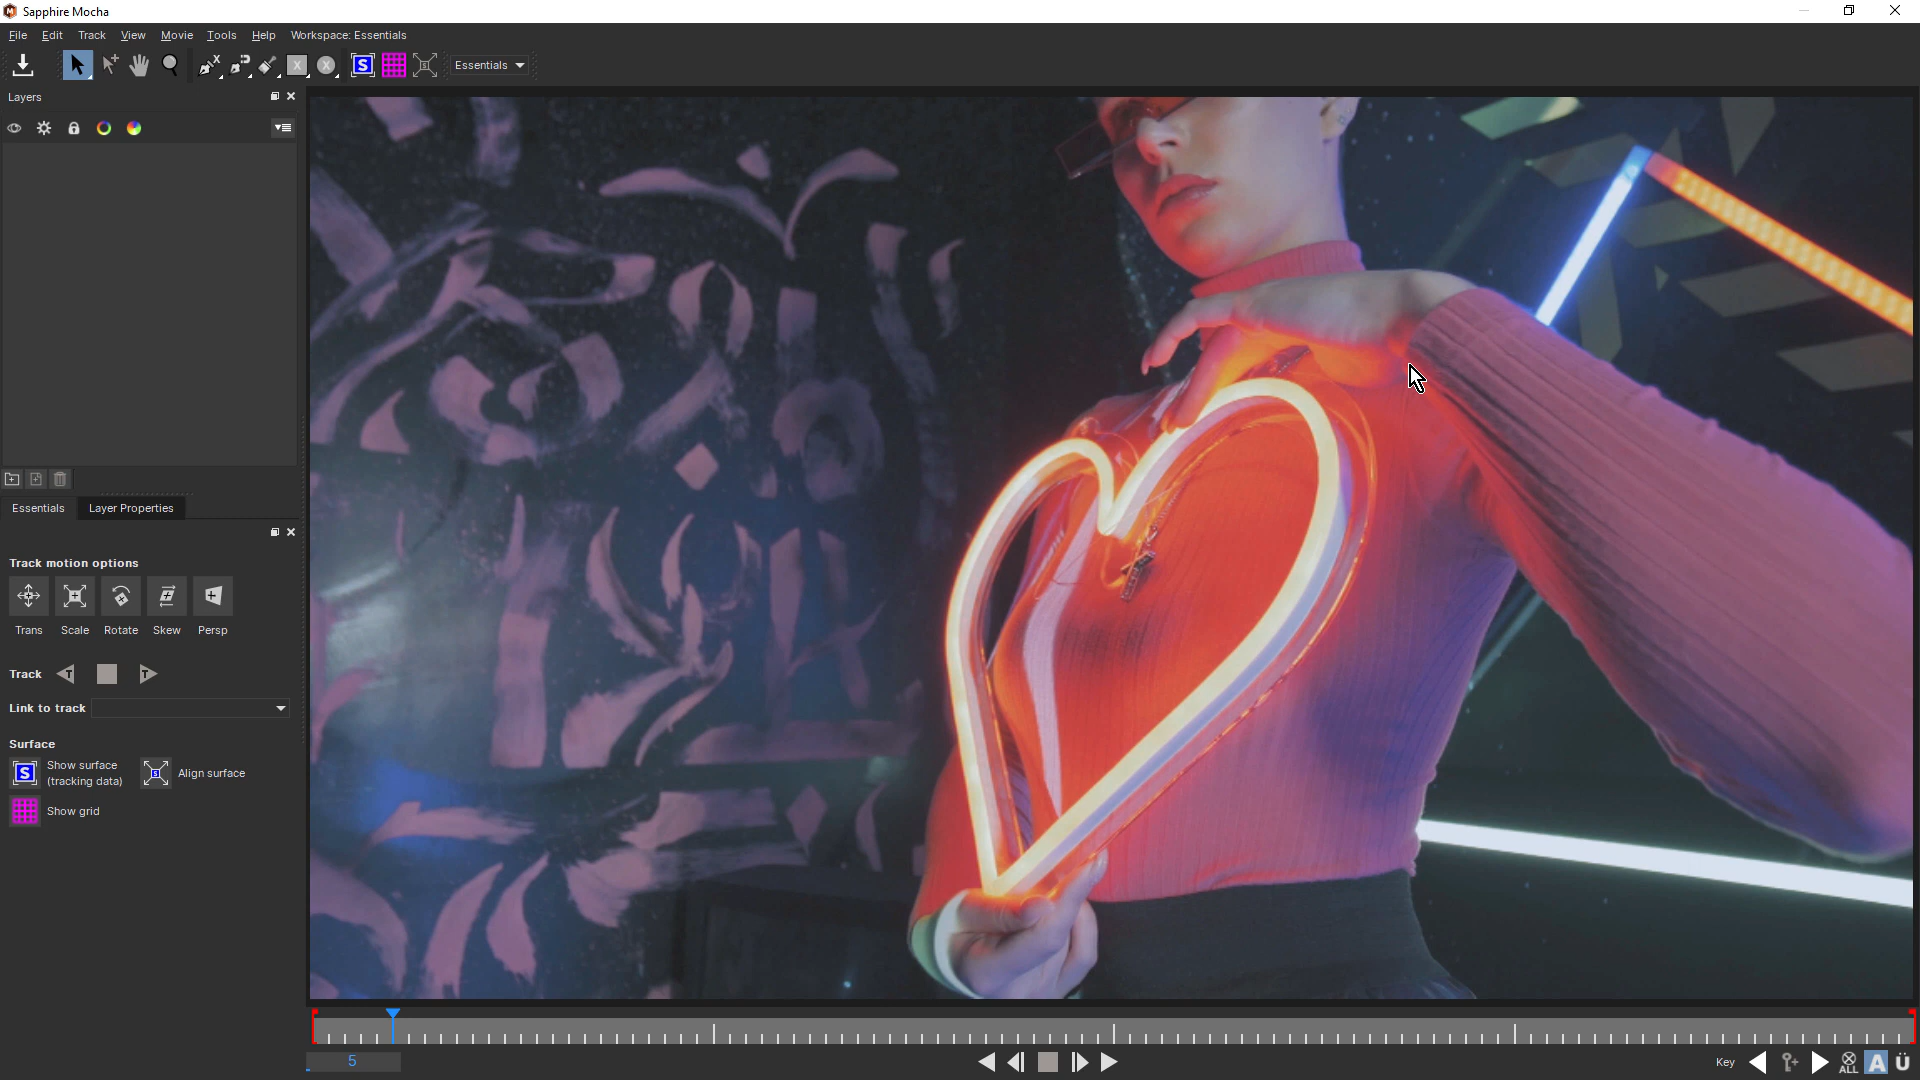 Sapphire Mocha
File Edit Track View Movie Tools Help Workspace: Essentials
Essentials
Layers
Essentials Layer Properties
Track motion options
Trans Scale Rotate Skew Persp
Track
Link to track
Surface
Show surface
(tracking data)
Align surface
Show grid
5
Key
ALL
A
Ü